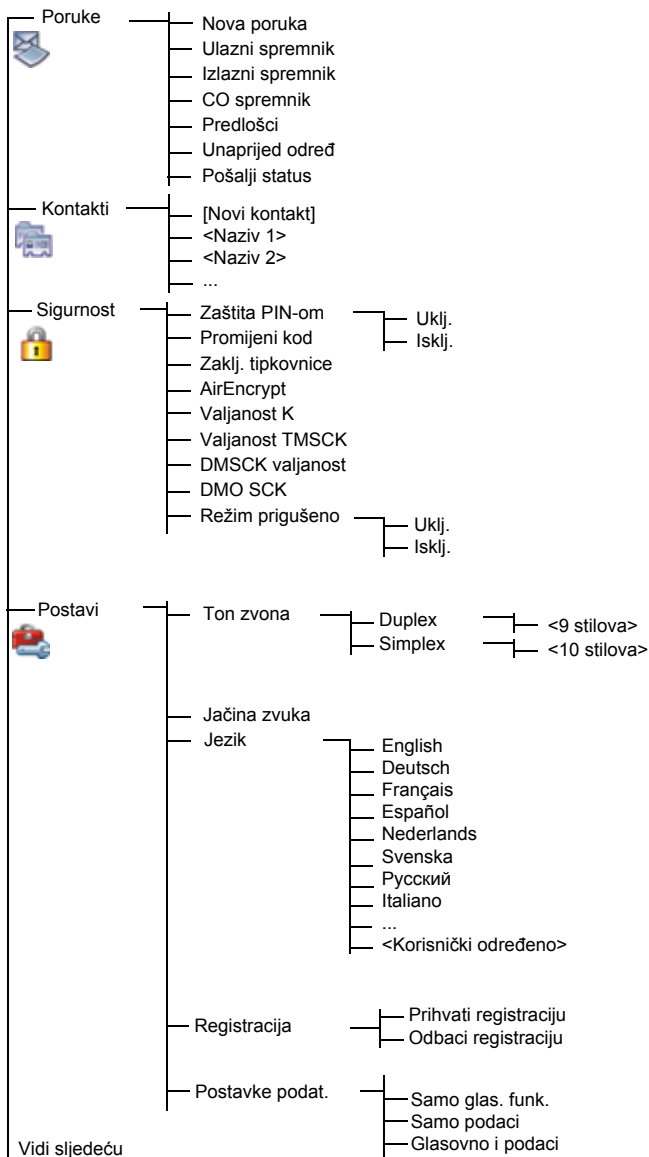 Poruke
Nova poruka
Ulazni spremnik
Izlazni spremnik
CO spremnik
Predlošci
Unaprijed određ
Pošalji status
Kontakti
[Novi kontakt]
<Naziv 1>
<Naziv 2>
...
Sigurnost
Zaštita PIN-om
Uklj.
Isklj.
Promijeni kod
Zaklj. tipkovnice
AirEncrypt
Valjanost K
Valjanost TMSCK
DMSCK valjanost
DMO SCK
Režim prigušeno
Uklj.
Isklj.
Postavi
Ton zvona
Duplex
<9 stilova>
Simplex
<10 stilova>
Jačina zvuka
Jezik
English
Deutsch
Français
Español
Nederlands
Svenska
Русский
Italiano
...
<Korisnički određeno>
Registracija
Prihvati registraciju
Odbaci registraciju
Postavke podat.
Samo glas. funk.
Samo podaci
Glasovno i podaci
Vidi sljedeću